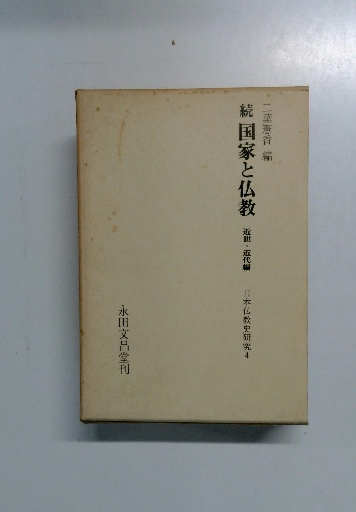 二葉憲香 編
続 国家と仏教 近世・近代編
日本仏教史研究 4
永田文昌堂刊